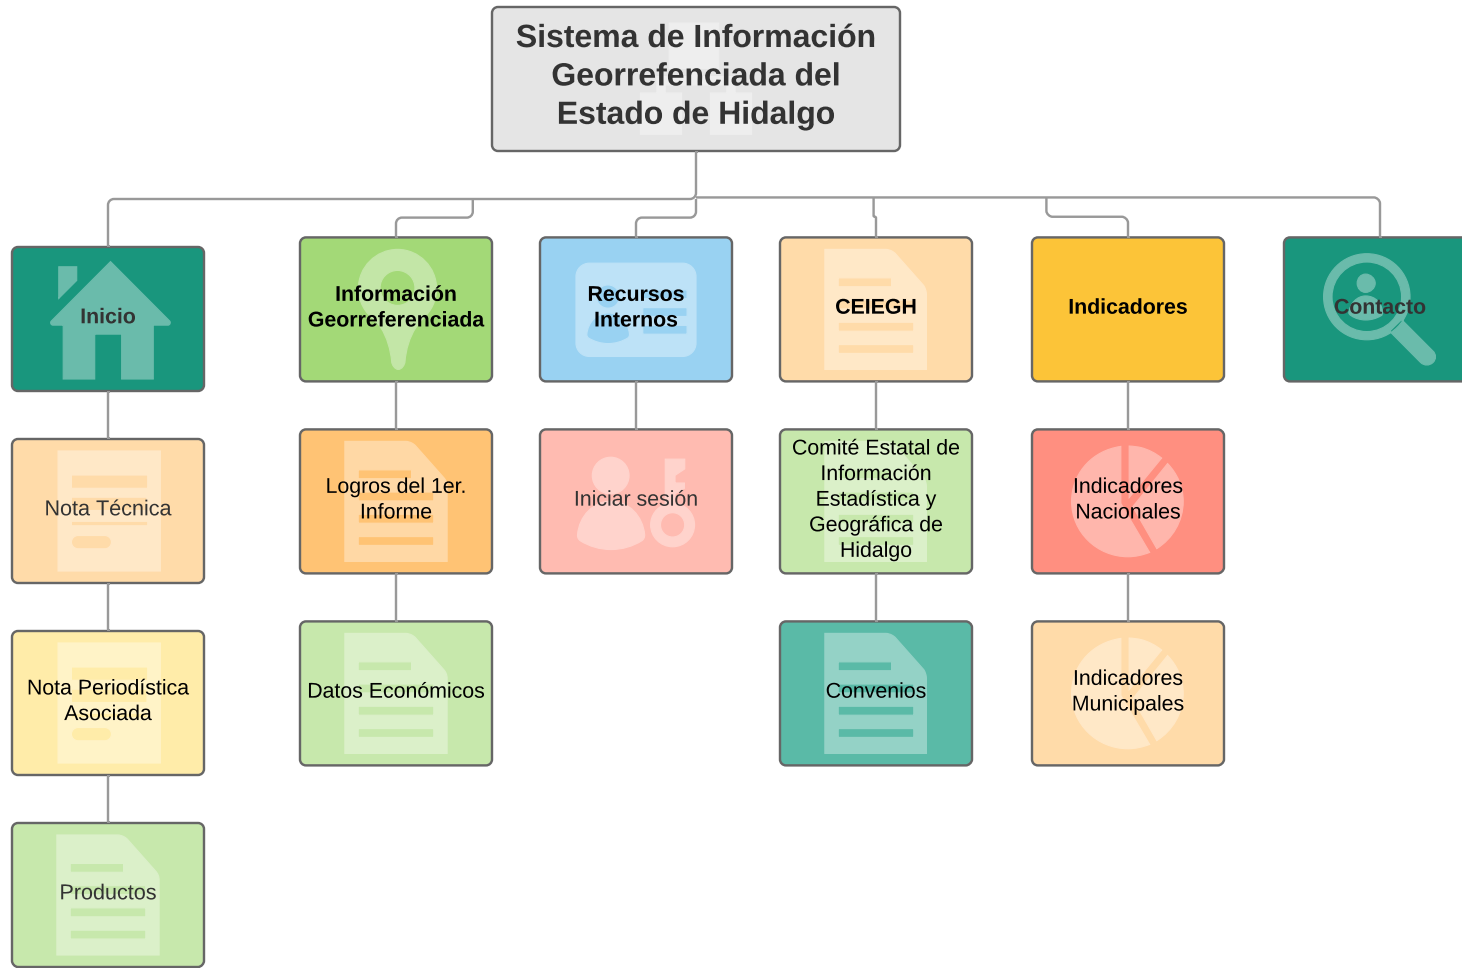 Sistema de Información
Georrefenciada del
Estado de Hidalgo
Inicio
Información
Georreferenciada
Recursos
Internos
CEIEGH
Indicadores
Contacto
Nota Técnica
Logros del 1er.
Informe
Iniciar sesión
Comité Estatal de
Información
Estadística y
Geográfica de
Hidalgo
Indicadores
Nacionales
Nota Periodística
Asociada
Datos Económicos
Convenios
Indicadores
Municipales
Productos